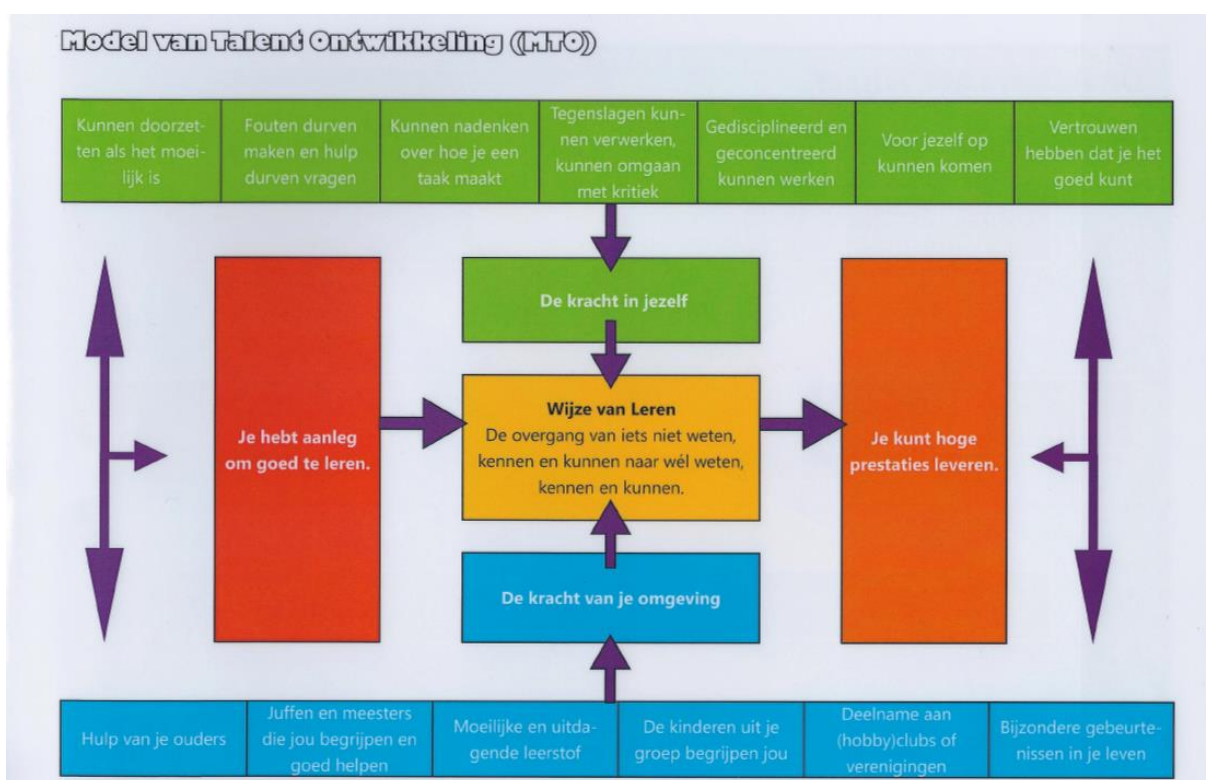 Model van Talent Ontwikkeling (MTO)
Kunnen doorzet-
ten als het moei-
lijk is
Fouten durven
maken en hulp
durven vragen
Kunnen nadenken
over hoe je een
taak maakt
Tegenslagen kun-
nen verwerken,
kunnen omgaan
met kritiek
Gedisciplineerd en
geconcentreerd
kunnen werken
Voor jezelf op
kunnen komen
Vertrouwen
hebben dat je het
goed kunt
De kracht in jezelf
Je hebt aanleg
om goed te leren.
Wijze van Leren
De overgang van iets niet weten,
kennen en kunnen naar wél weten,
kennen en kunnen.
Je kunt hoge
prestaties leveren.
De kracht van je omgeving
Hulp van je ouders
Juffen en meesters
die jou begrijpen en
goed helpen
Moeilijke en uitda-
gende leerstof
De kinderen uit je
groep begrijpen jou
Deelname aan
(hobby)clubs of
verenigingen
Bijzondere gebeurte-
nissen in je leven